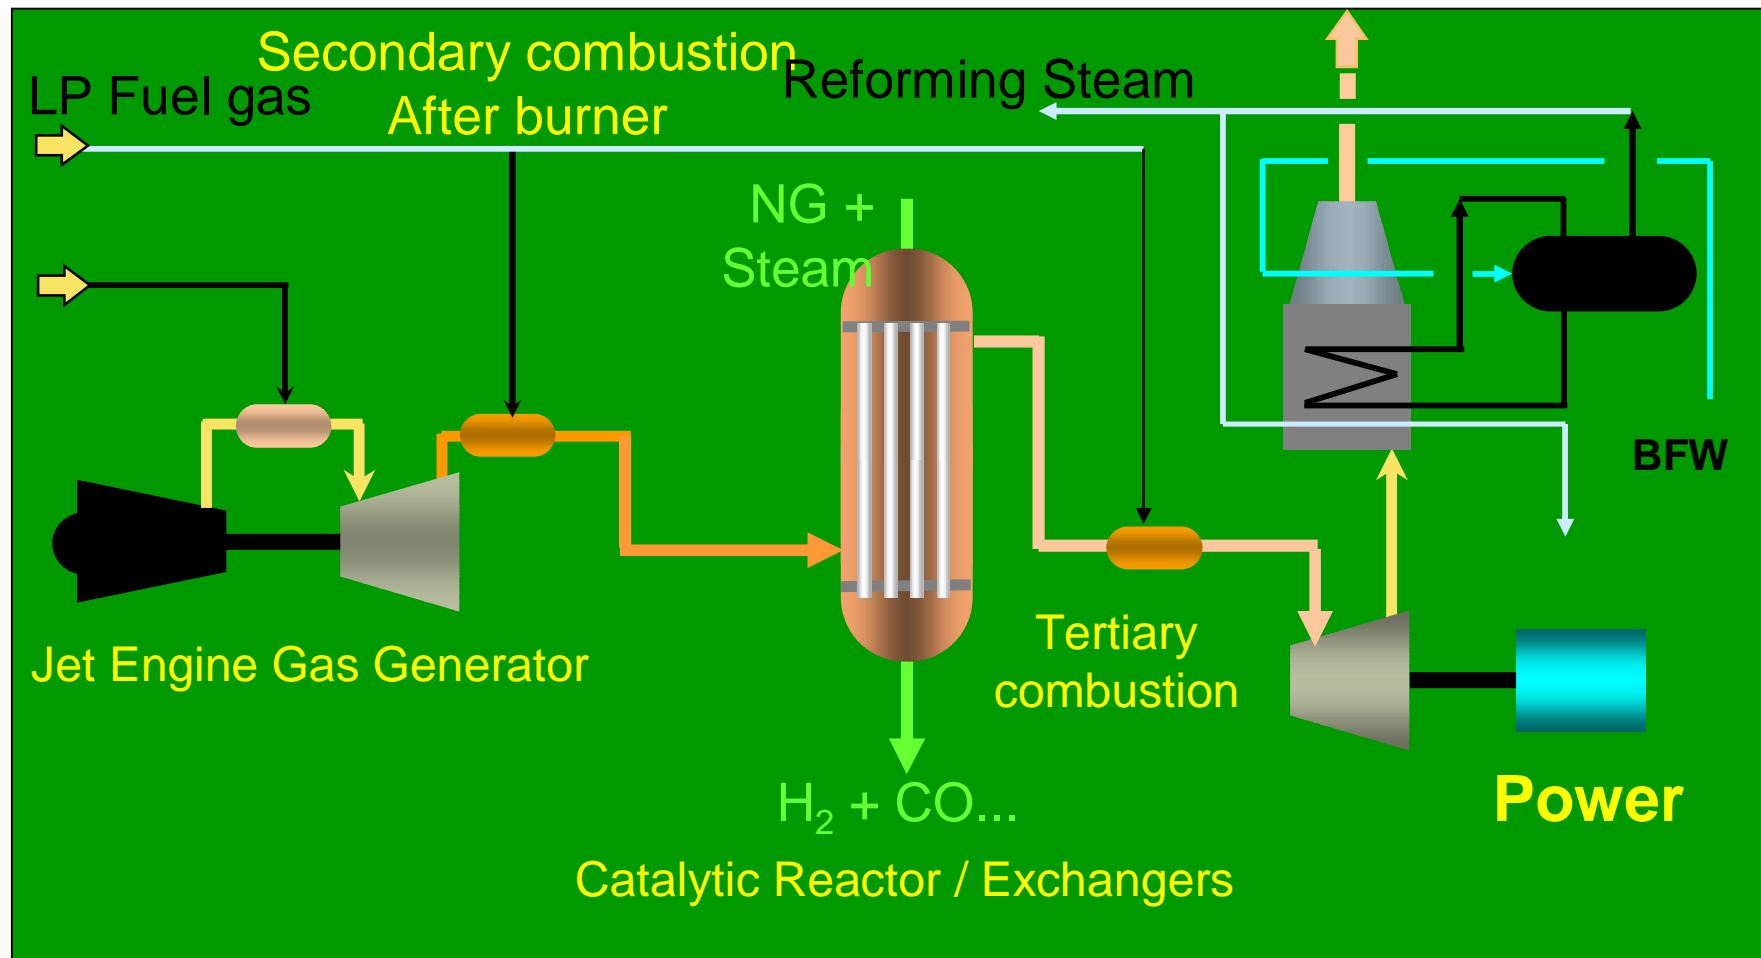 Secondary combustion
After burner
LP Fuel gas
Reforming Steam
NG +
Steam
BFW
Jet Engine Gas Generator
Tertiary
combustion
Power
H₂ + CO...
Catalytic Reactor / Exchangers